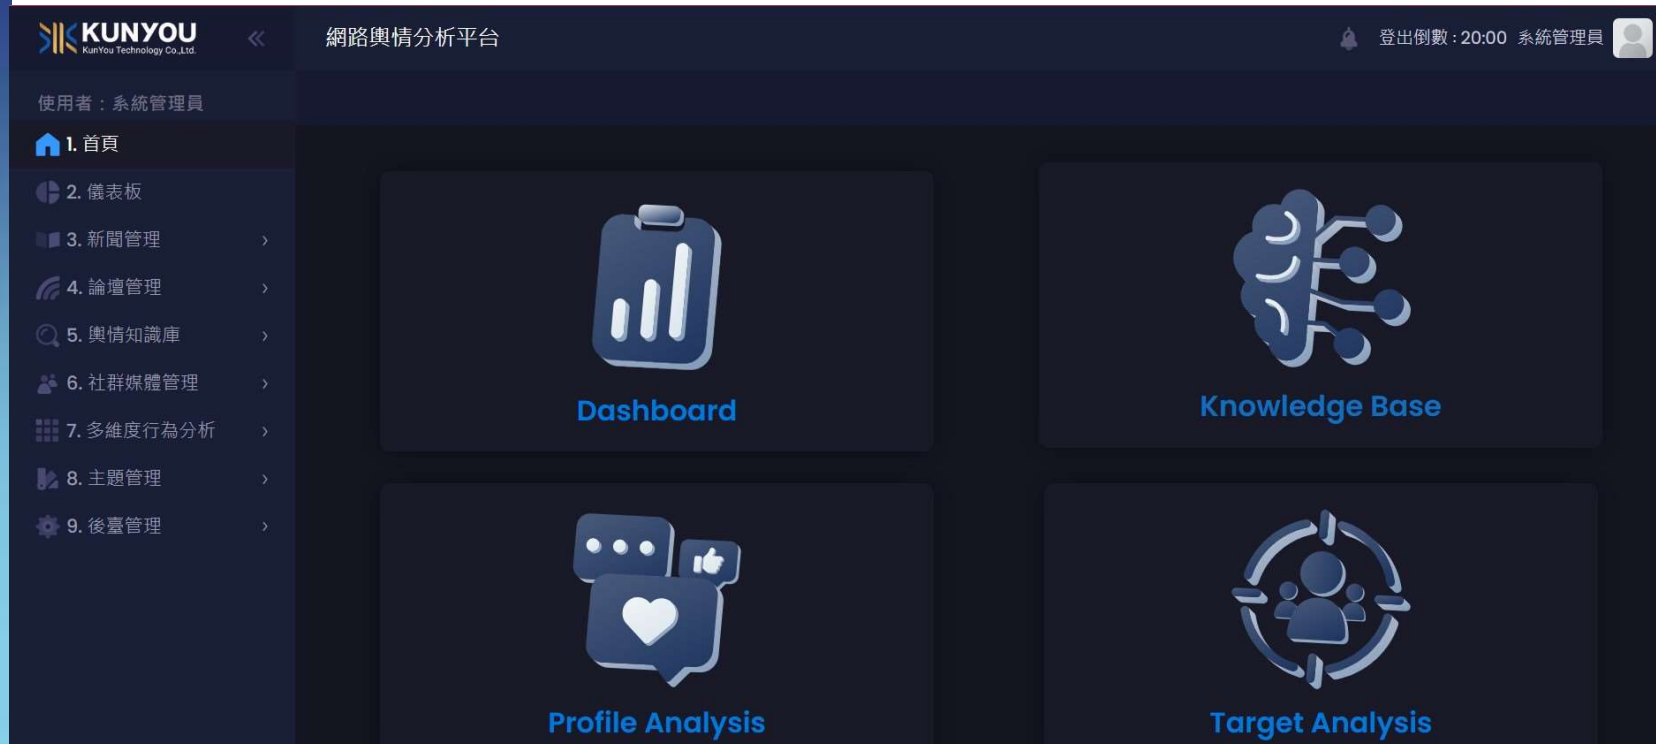 KUNYOU
KunYou Technology Co.,Ltd.
網路輿情分析平台
登出倒數 : 20:00 系統管理員
使用者 : 系統管理員
1. 首頁
2. 儀表板
3. 新聞管理
4. 論壇管理
5. 輿情知識庫
6. 社群媒體管理
7. 多維度行為分析
8. 主題管理
9. 後臺管理
Dashboard
Knowledge Base
Profile Analysis
Target Analysis